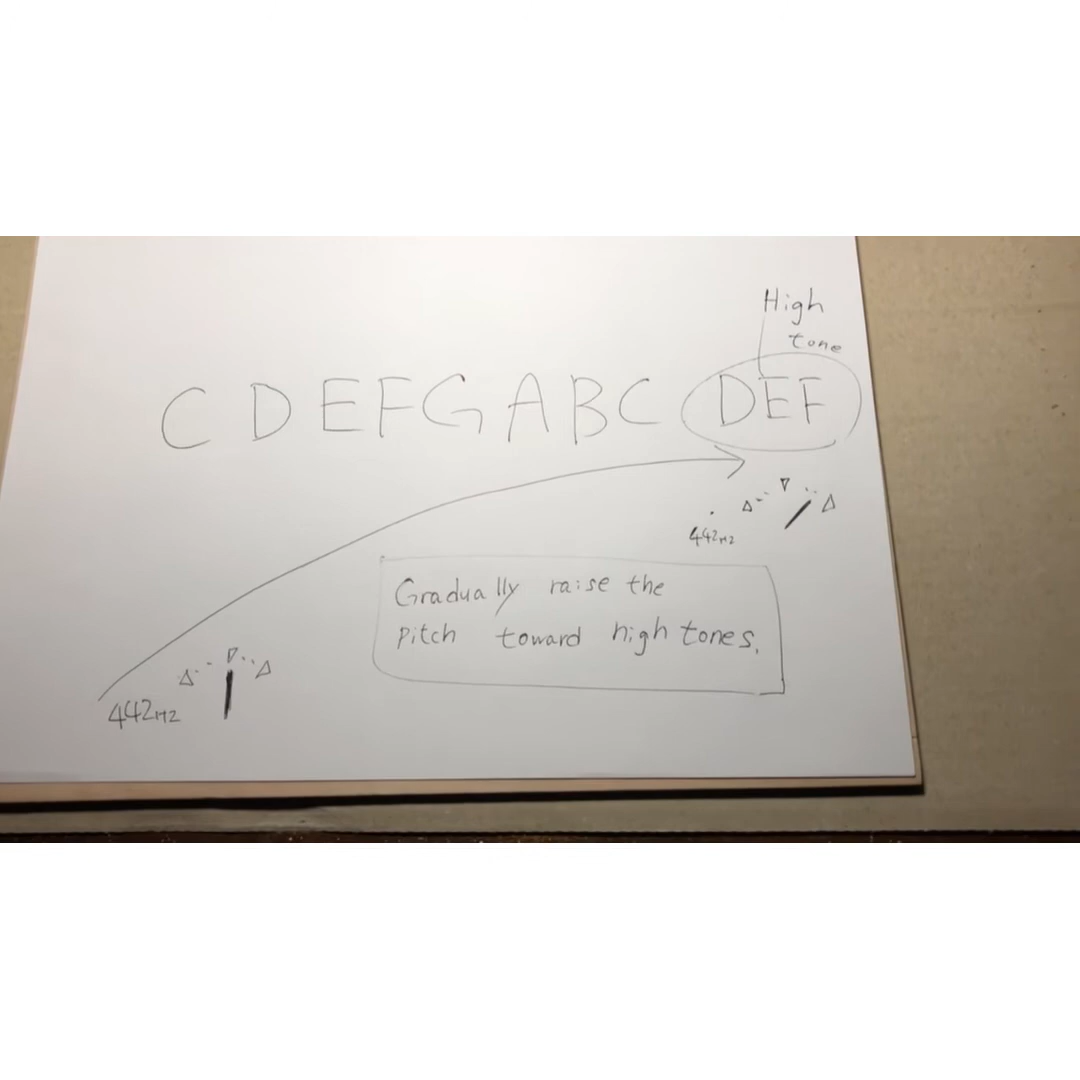 High
tone
C D E F G A B C D E F
442Hz
Gradually raise the
pitch toward high tones.
442Hz